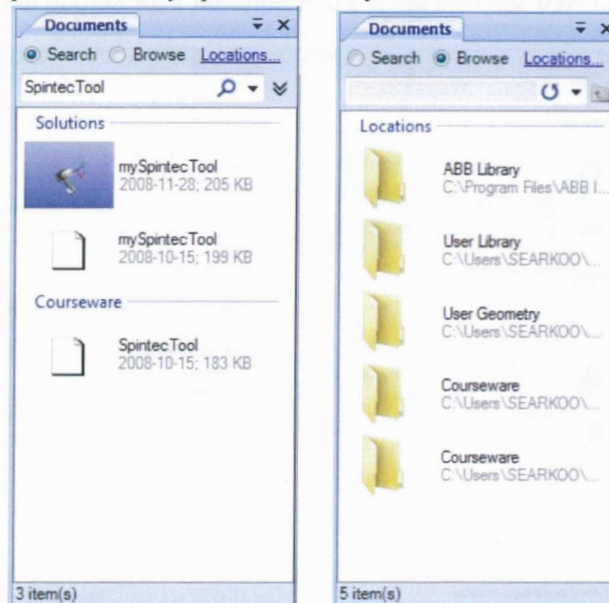 Documents
Search Browse Locations...
SpintecTool
Solutions
mySpintecTool
2008-11-28; 205 KB
mySpintecTool
2008-10-15; 199 KB
Courseware
SpintecTool
2008-10-15; 183 KB
3 item(s)
Documents
Search Browse Locations...
Locations
ABB Library
C:\Program Files\ABB I...
User Library
C:\Users\SEARKOO\...
User Geometry
C:\Users\SEARKOO\...
Courseware
C:\Users\SEARKOO\...
Courseware
C:\Users\SEARKOO\...
5 item(s)